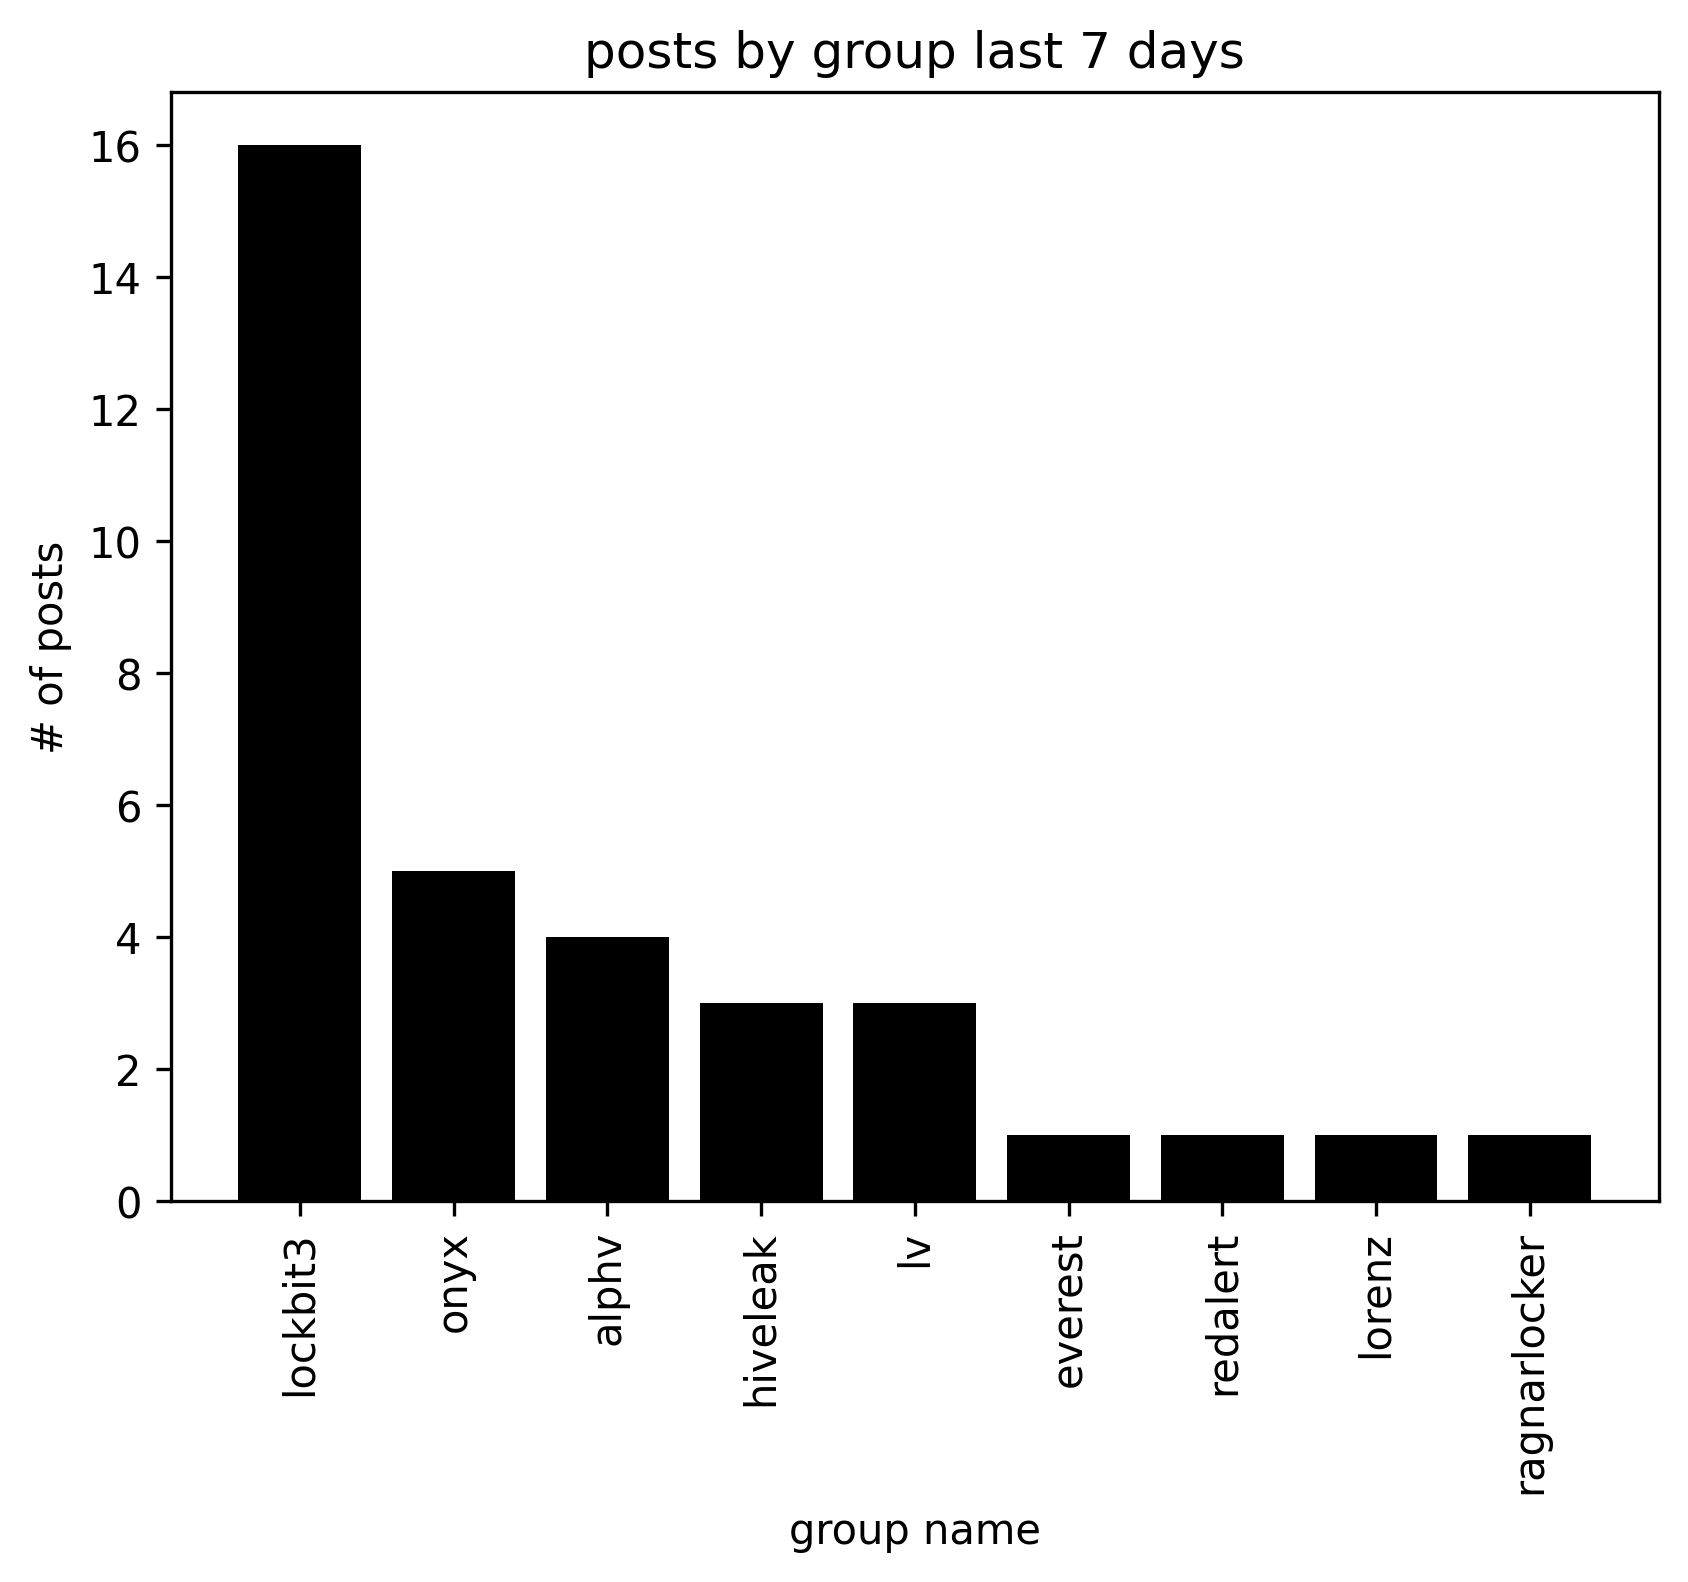 posts by group last 7 days
16
14
12
10
8
6
4
2
0
# of posts
lockbit3
onyx
alphv
hiveleak
lv
everest
redalert
lorenz
ragnarlocker
group name